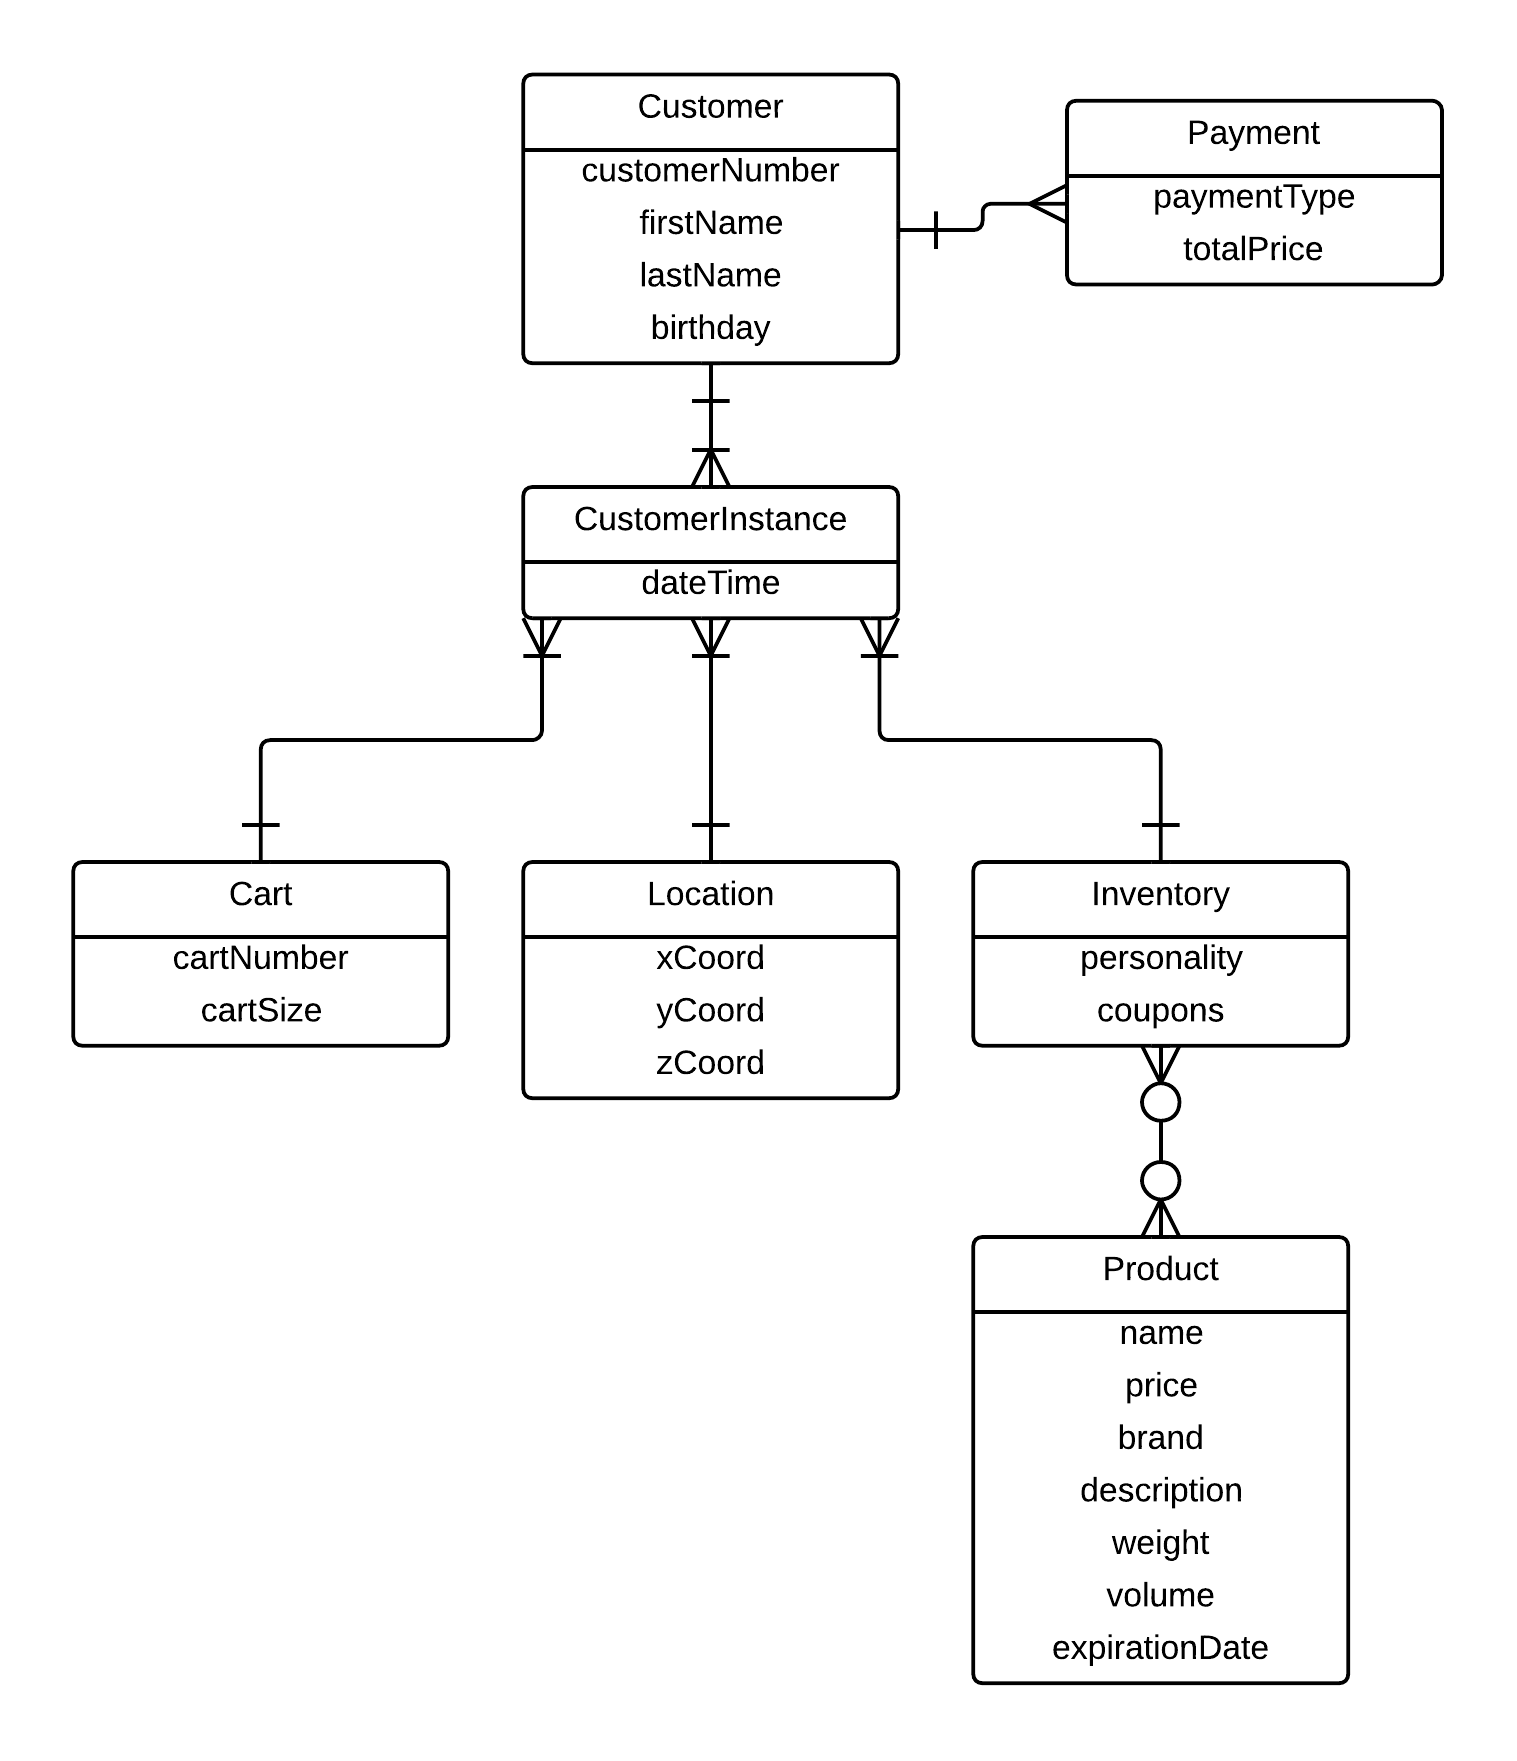 Customer
customerNumber
firstName
lastName
birthday
Payment
paymentType
totalPrice
CustomerInstance
dateTime
Cart
cartNumber
cartSize
Location
xCoord
yCoord
zCoord
Inventory
personality
coupons
Product
name
price
brand
description
weight
volume
expirationDate